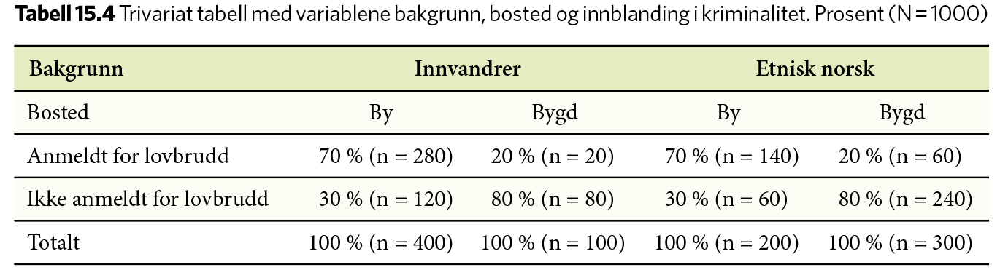 Tabell 15.4 Trivariat tabell med variablene bakgrunn, bosted og innblanding i kriminalitet. Prosent (N = 1000)
Bakgrunn Innvandrer Etnisk norsk
Bosted By Bygd By Bygd
Anmeldt for lovbrudd 70 % (n = 280) 20 % (n = 20) 70 % (n = 140) 20 % (n = 60)
Ikke anmeldt for lovbrudd 30 % (n = 120) 80 % (n = 80) 30 % (n = 60) 80 % (n = 240)
Totalt 100 % (n = 400) 100 % (n = 100) 100 % (n = 200) 100 % (n = 300)